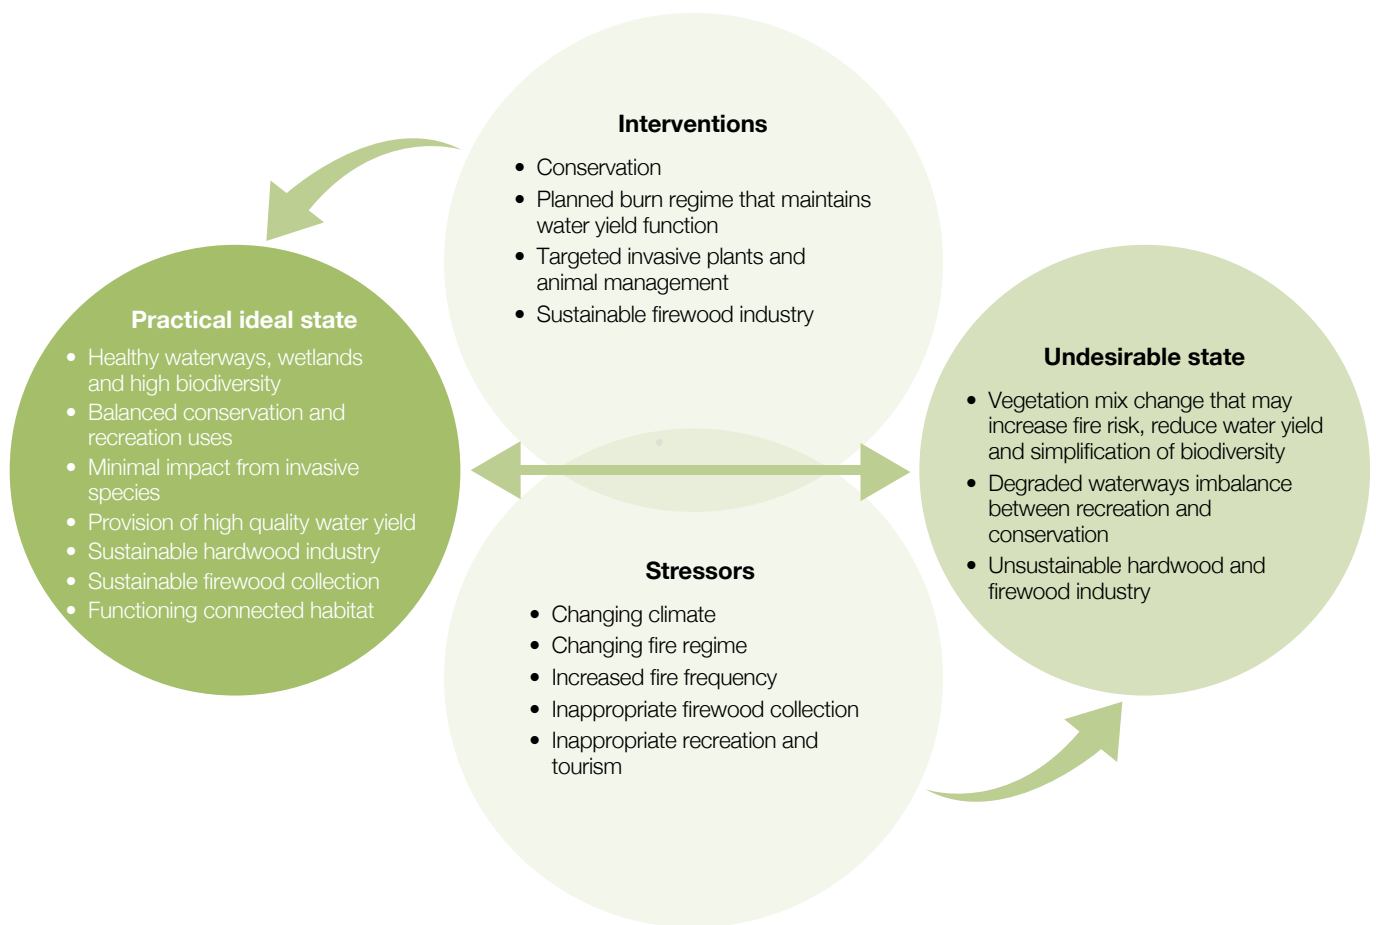 Interventions
• Conservation
• Planned burn regime that maintains
water yield function
• Targeted invasive plants and
animal management
• Sustainable firewood industry
Practical ideal state
• Healthy waterways, wetlands
and high biodiversity
• Balanced conservation and
recreation uses
• Minimal impact from invasive
species
• Provision of high quality water yield
• Sustainable hardwood industry
• Sustainable firewood collection
• Functioning connected habitat
Undesirable state
• Vegetation mix change that may
increase fire risk, reduce water yield
and simplification of biodiversity
• Degraded waterways imbalance
between recreation and
conservation
• Unsustainable hardwood and
firewood industry
Stressors
• Changing climate
• Changing fire regime
• Increased fire frequency
• Inappropriate firewood collection
• Inappropriate recreation and
tourism